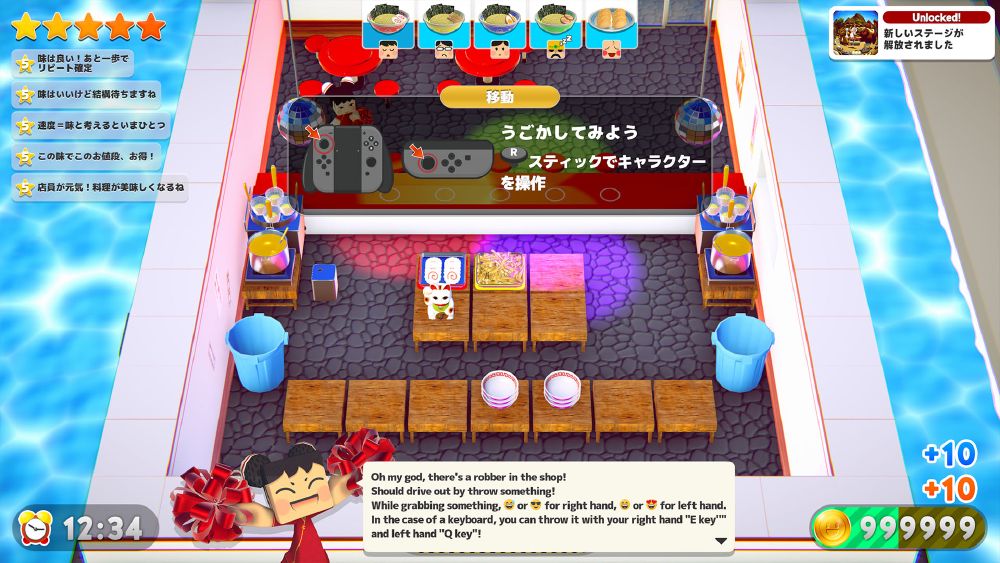 味は良い！あと一歩で
リピート確定
味はいいけど結構待ちますね
速度＝味と考えるといまひとつ
この味でこのお値段、お得！
店員が元気！料理が美味しくなるね
Unlocked!
新しいステージが
解放されました
移動
うごかしてみよう
R スティックでキャラクター
を操作
Oh my god, there's a robber in the shop!
Should drive out by throw something!
While grabbing something, 😄 or 😎 for right hand, 😄 or 😍 for left hand.
In the case of a keyboard, you can throw it with your right hand "E key""
and left hand "Q key"!
+10
+10
12:34
999999